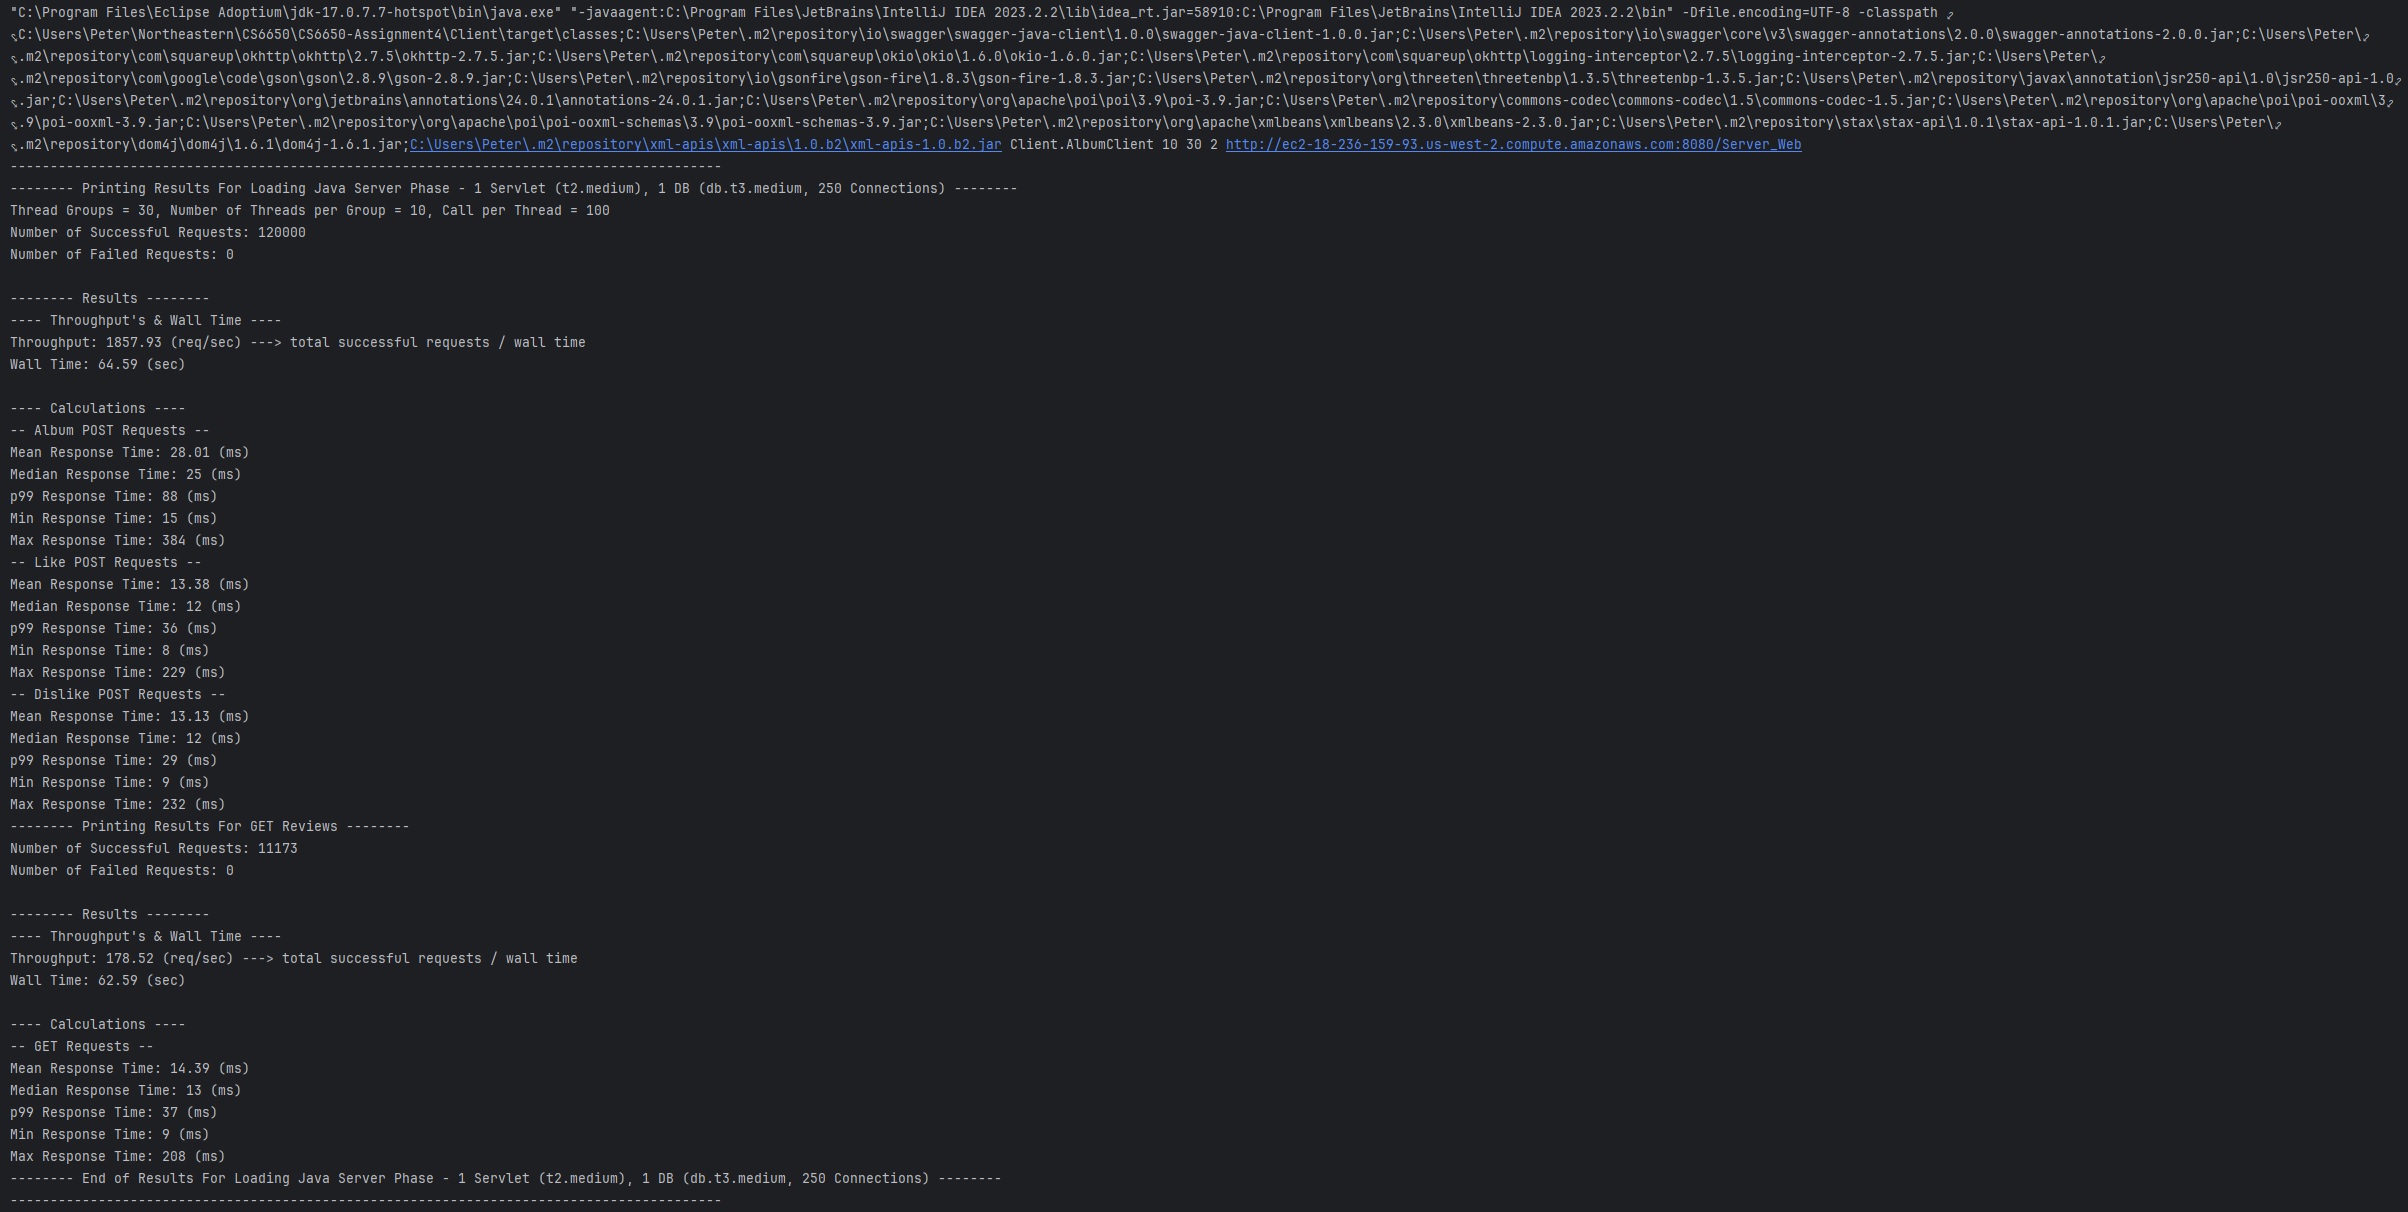 "C:\Program Files\Eclipse Adoptium\jdk-17.0.7.7-hotspot\bin\java.exe" "-javaagent:C:\Program Files\JetBrains\IntelliJ IDEA 2023.2.2\lib\idea_rt.jar=58910:C:\Program Files\JetBrains\IntelliJ IDEA 2023.2.2\bin" -Dfile.encoding=UTF-8 -classpath
C:\Users\Peter\Northeastern\CS6650\CS6650-Assignment4\Client\target\classes;C:\Users\Peter\.m2\repository\io\swagger\swagger-java-client\1.0.0\swagger-java-client-1.0.0.jar;C:\Users\Peter\.m2\repository\io\swagger\core\v3\swagger-annotations\2.0.0\swagger-annotations-2.0.0.jar;C:\Users\Peter\
.m2\repository\com\squareup\okhttp\okhttp\2.7.5\okhttp-2.7.5.jar;C:\Users\Peter\.m2\repository\com\squareup\okio\okio\1.6.0\okio-1.6.0.jar;C:\Users\Peter\.m2\repository\com\squareup\okhttp\logging-interceptor\2.7.5\logging-interceptor-2.7.5.jar;C:\Users\Peter\
.m2\repository\com\google\code\gson\gson\2.8.9\gson-2.8.9.jar;C:\Users\Peter\.m2\repository\io\gsonfire\gson-fire\1.8.3\gson-fire-1.8.3.jar;C:\Users\Peter\.m2\repository\org\threeten\threetenbp\1.3.5\threetenbp-1.3.5.jar;C:\Users\Peter\.m2\repository\javax\annotation\jsr250-api\1.0\jsr250-api-1.0
.jar;C:\Users\Peter\.m2\repository\org\jetbrains\annotations\24.0.1\annotations-24.0.1.jar;C:\Users\Peter\.m2\repository\org\apache\poi\poi\3.9\poi-3.9.jar;C:\Users\Peter\.m2\repository\commons-codec\commons-codec\1.5\commons-codec-1.5.jar;C:\Users\Peter\.m2\repository\org\apache\poi\poi-ooxml\3
.9\poi-ooxml-3.9.jar;C:\Users\Peter\.m2\repository\org\apache\poi\poi-ooxml-schemas\3.9\poi-ooxml-schemas-3.9.jar;C:\Users\Peter\.m2\repository\org\apache\xmlbeans\xmlbeans\2.3.0\xmlbeans-2.3.0.jar;C:\Users\Peter\.m2\repository\stax\stax-api\1.0.1\stax-api-1.0.1.jar;C:\Users\Peter\
.m2\repository\dom4j\dom4j\1.6.1\dom4j-1.6.1.jar;C:\Users\Peter\.m2\repository\xml-apis\xml-apis\1.0.b2\xml-apis-1.0.b2.jar Client.AlbumClient 10 30 2 http://ec2-18-236-159-93.us-west-2.compute.amazonaws.com:8080/Server_Web
-----------------------------------------------------------------------------------------
-------- Printing Results For Loading Java Server Phase - 1 Servlet (t2.medium), 1 DB (db.t3.medium, 250 Connections) --------
Thread Groups = 30, Number of Threads per Group = 10, Call per Thread = 100
Number of Successful Requests: 120000
Number of Failed Requests: 0
-------- Results --------
---- Throughput's & Wall Time ----
Throughput: 1857.93 (req/sec) ---> total successful requests / wall time
Wall Time: 64.59 (sec)
---- Calculations ----
-- Album POST Requests --
Mean Response Time: 28.01 (ms)
Median Response Time: 25 (ms)
p99 Response Time: 88 (ms)
Min Response Time: 15 (ms)
Max Response Time: 384 (ms)
-- Like POST Requests --
Mean Response Time: 13.38 (ms)
Median Response Time: 12 (ms)
p99 Response Time: 36 (ms)
Min Response Time: 8 (ms)
Max Response Time: 229 (ms)
-- Dislike POST Requests --
Mean Response Time: 13.13 (ms)
Median Response Time: 12 (ms)
p99 Response Time: 29 (ms)
Min Response Time: 9 (ms)
Max Response Time: 232 (ms)
-------- Printing Results For GET Reviews --------
Number of Successful Requests: 11173
Number of Failed Requests: 0
-------- Results --------
---- Throughput's & Wall Time ----
Throughput: 178.52 (req/sec) ---> total successful requests / wall time
Wall Time: 62.59 (sec)
---- Calculations ----
-- GET Requests --
Mean Response Time: 14.39 (ms)
Median Response Time: 13 (ms)
p99 Response Time: 37 (ms)
Min Response Time: 9 (ms)
Max Response Time: 208 (ms)
-------- End of Results For Loading Java Server Phase - 1 Servlet (t2.medium), 1 DB (db.t3.medium, 250 Connections) --------
-----------------------------------------------------------------------------------------